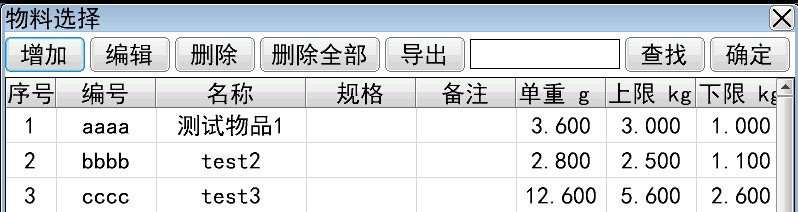 物料选择
增加 编辑 删除 删除全部 导出 查找 确定
序号 编号 名称 规格 备注 单重 g 上限 kg 下限 kg
1 aaaa 测试物品1 3.600 3.000 1.000
2 bbbb test2 2.800 2.500 1.100
3 cccc test3 12.600 5.600 2.600